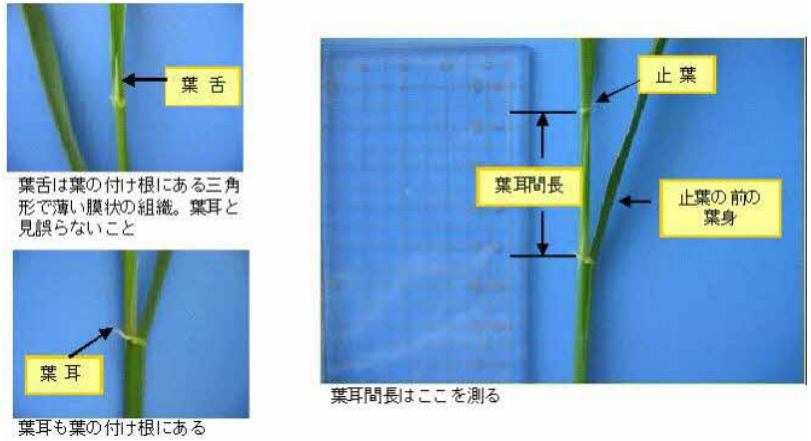 葉舌
葉舌は葉の付け根にある三角
形で薄い膜状の組織。葉耳と
見誤らないこと
葉耳
葉耳も葉の付け根にある
止葉
葉耳間長
止葉の前の
葉身
葉耳間長はここを測る